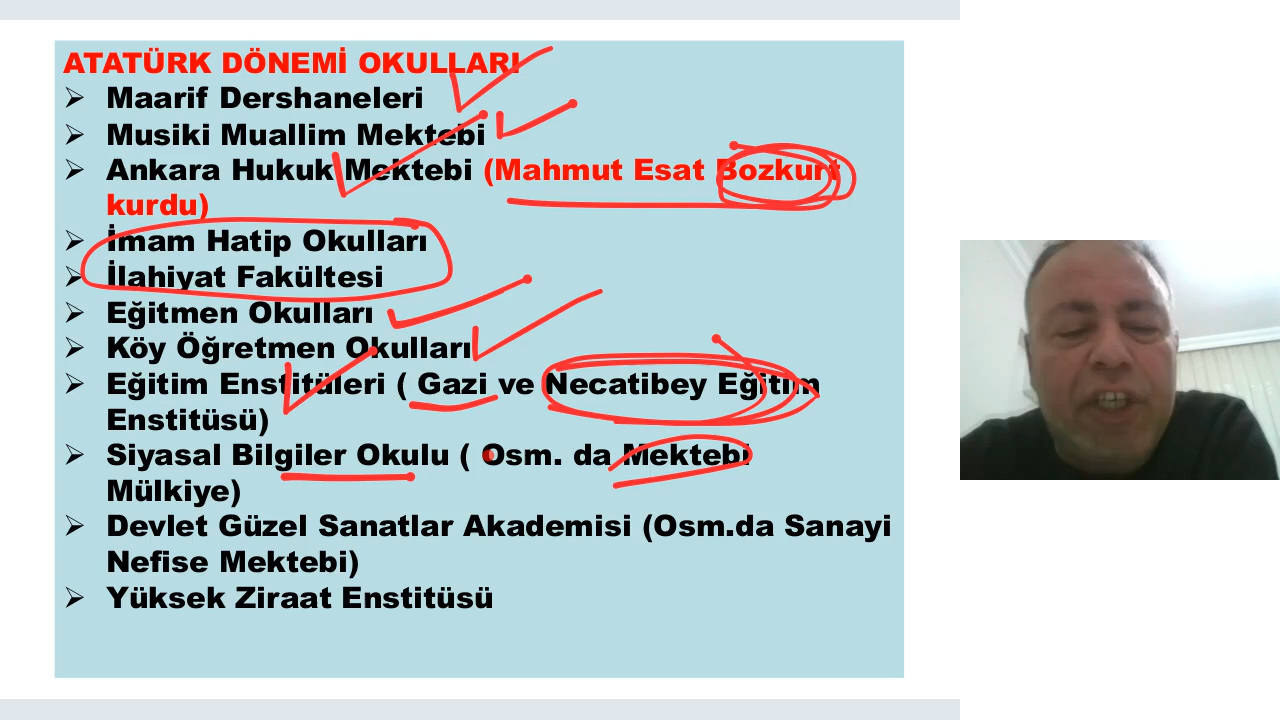 ATATÜRK DÖNEMİ OKULLARI
Maarif Dershaneleri
Musiki Muallim Mektebi
Ankara Hukuk Mektebi (Mahmut Esat Bozkurt
kurdu)
İmam Hatip Okulları
İlahiyat Fakültesi
Eğitmen Okulları
Köy Öğretmen Okulları
Eğitim Enstitüleri ( Gazi ve Necatibey Eğitim
Enstitüsü)
Siyasal Bilgiler Okulu ( Osm. da Mektebi
Mülkiye)
Devlet Güzel Sanatlar Akademisi (Osm.da Sanayi
Nefise Mektebi)
Yüksek Ziraat Enstitüsü